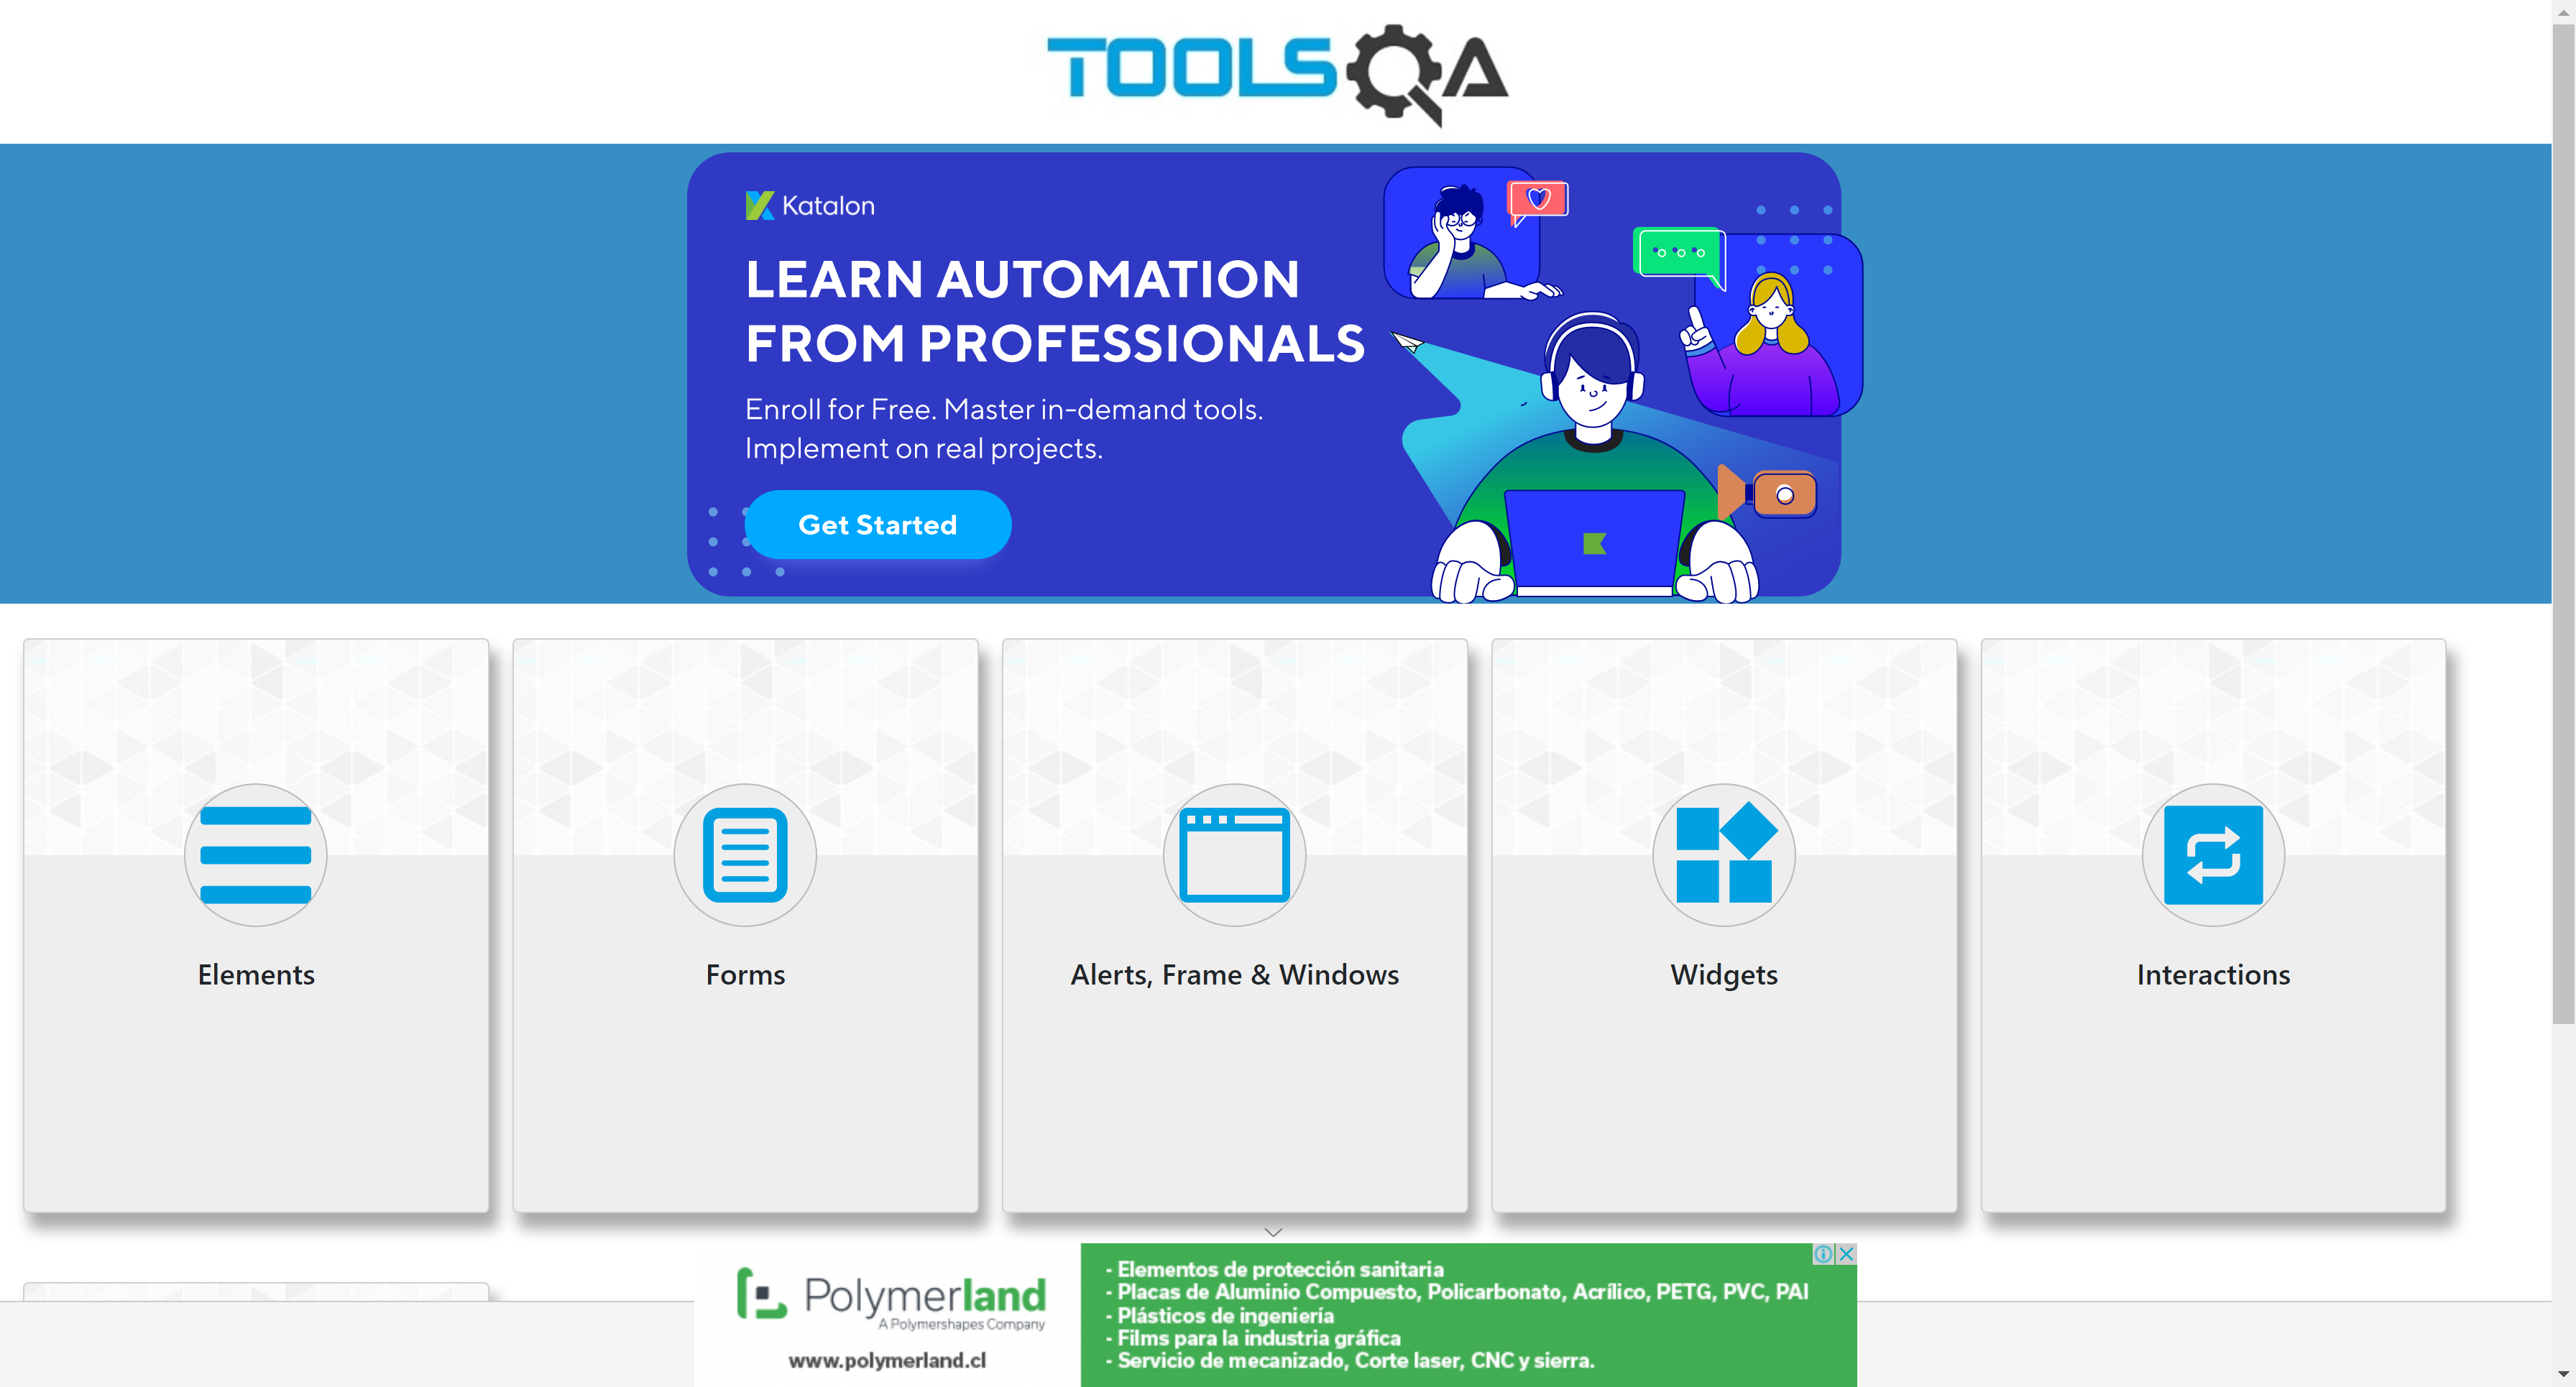 TOOLSQA
Katalon
LEARN AUTOMATION
FROM PROFESSIONALS
Enroll for Free. Master in-demand tools.
Implement on real projects.
Get Started
Elements
Forms
Alerts, Frame & Windows
Widgets
Interactions
Polymerland
A Polymershapes Company
www.polymerland.cl
- Elementos de protección sanitaria
- Placas de Aluminio Compuesto, Policarbonato, Acrílico, PETG, PVC, PAI
- Plásticos de ingeniería
- Films para la industria gráfica
- Servicio de mecanizado, Corte laser, CNC y sierra.